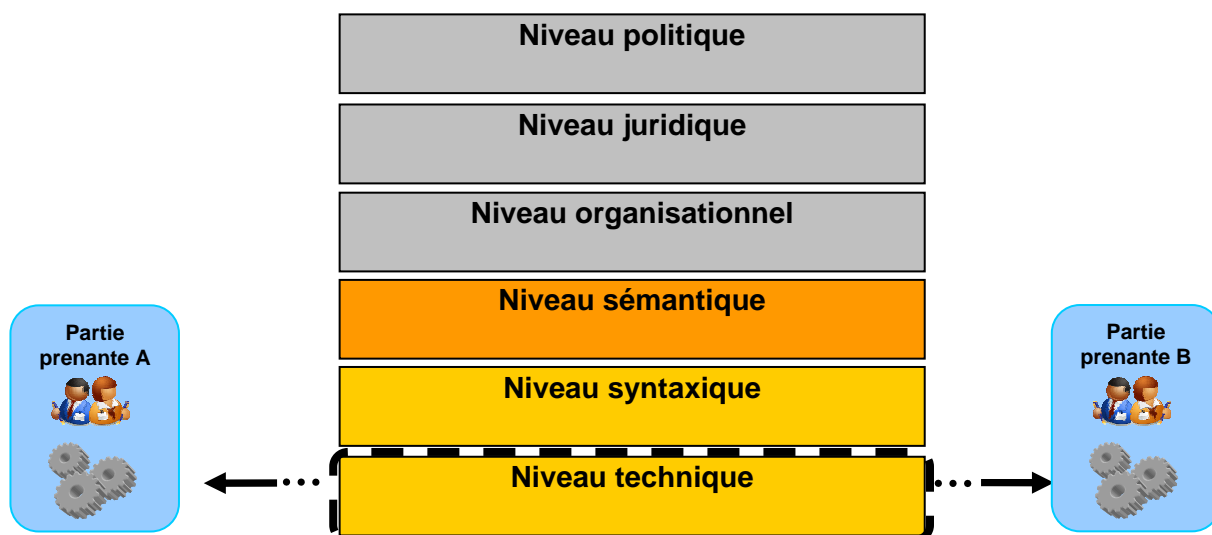 Niveau politique
Niveau juridique
Niveau organisationnel
Niveau sémantique
Partie
prenante A
Partie
prenante B
Niveau syntaxique
Niveau technique